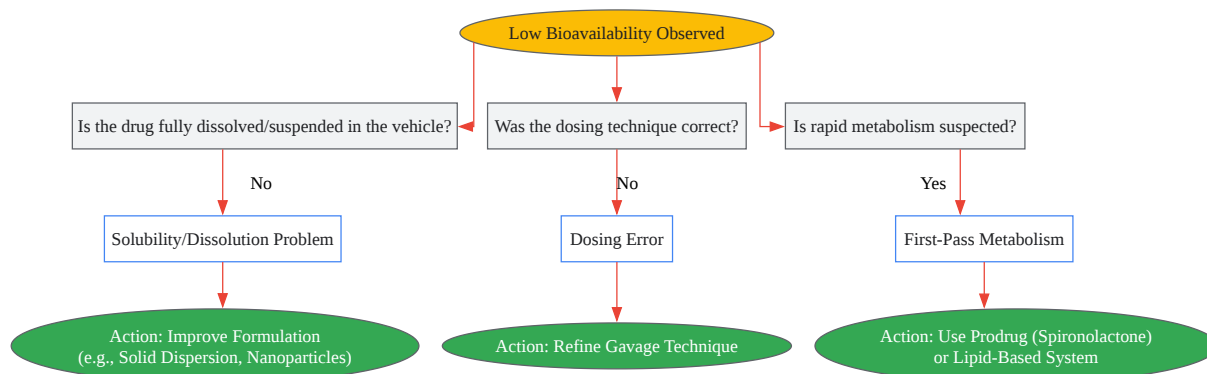 Low Bioavailability Observed
Is the drug fully dissolved/suspended in the vehicle?
Was the dosing technique correct?
Is rapid metabolism suspected?
No
No
Yes
Solubility/Dissolution Problem
Dosing Error
First-Pass Metabolism
Action: Improve Formulation
(e.g., Solid Dispersion, Nanoparticles)
Action: Refine Gavage Technique
Action: Use Prodrug (Spironolactone)
or Lipid-Based System